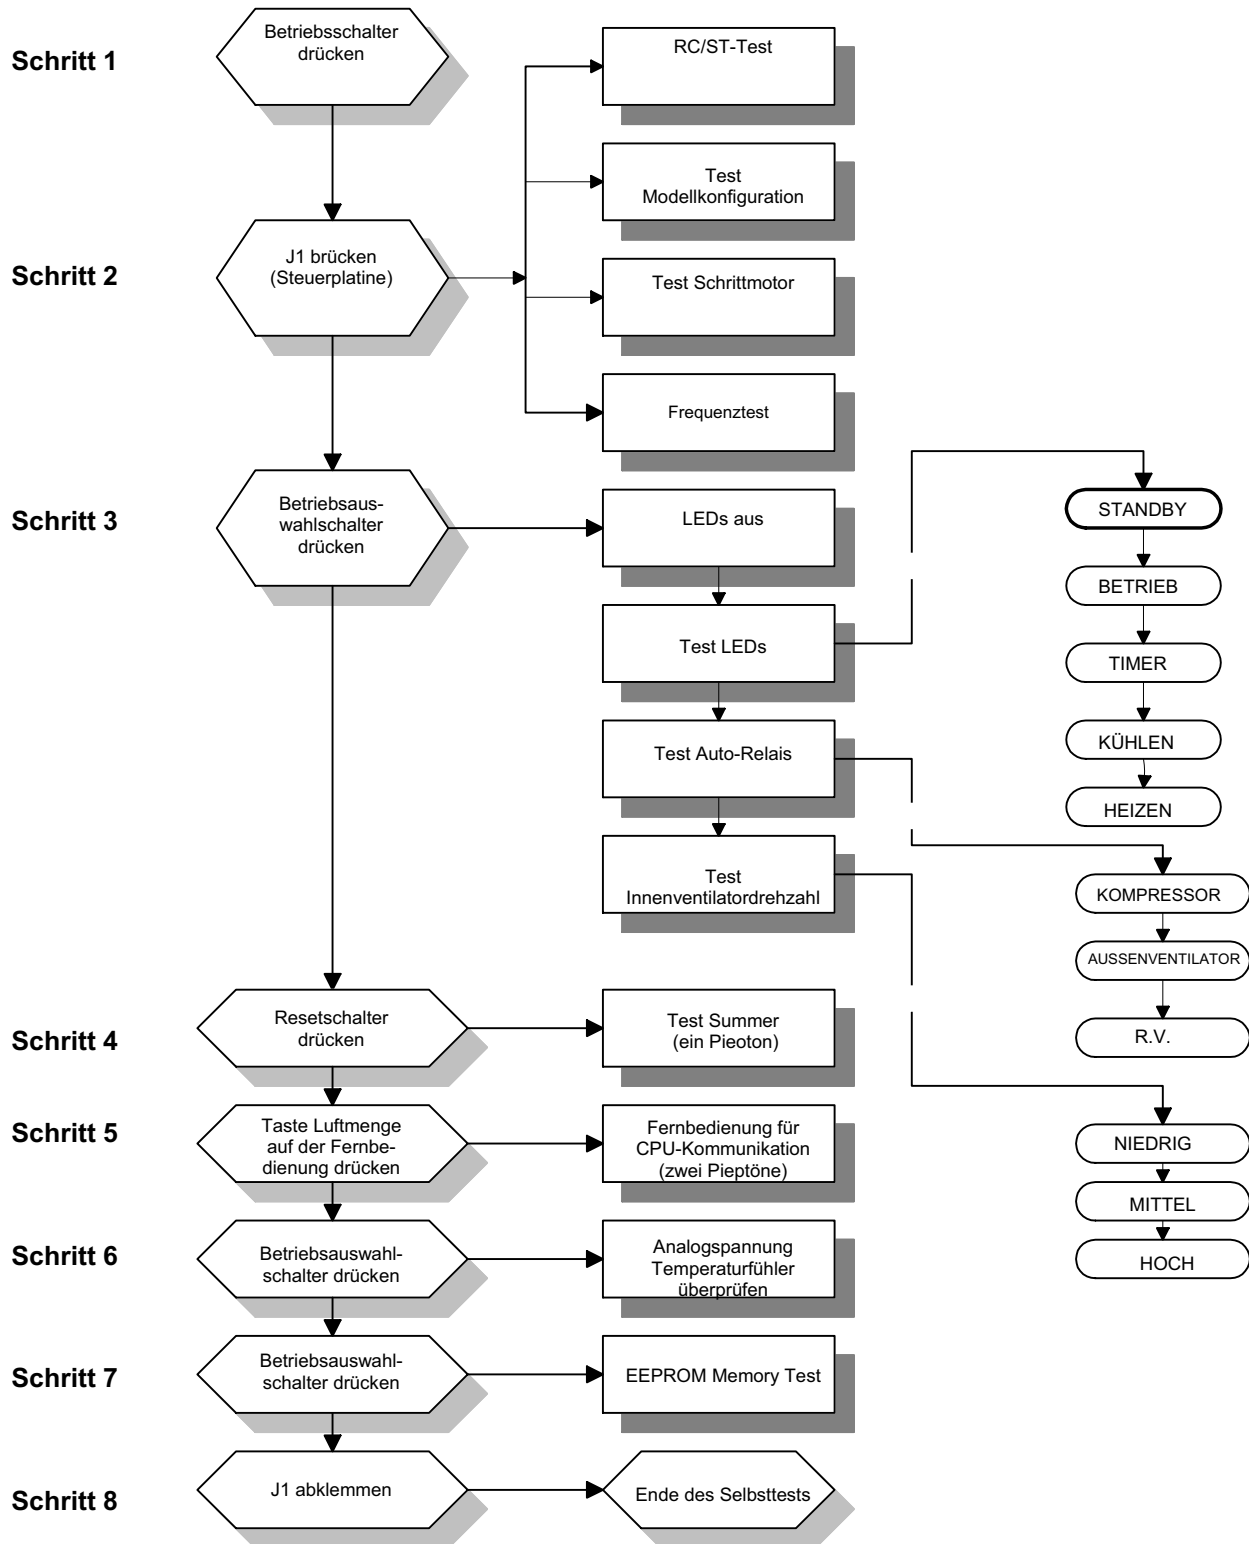 Schritt 1
Betriebsschalter
drücken
RC/ST-Test
Test
Modellkonfiguration
Schritt 2
J1 brücken
(Steuerplatine)
Test Schrittmotor
Frequenztest
Schritt 3
Betriebsaus-
wahlschalter
drücken
LEDs aus
Test LEDs
Test Auto-Relais
Test
Innenventilatordrehzahl
STANDBY
BETRIEB
TIMER
KÜHLEN
HEIZEN
KOMPRESSOR
AUSSENVENTILATOR
R.V.
NIEDRIG
MITTEL
HOCH
Schritt 4
Resetschalter
drücken
Test Summer
(ein Pieoton)
Schritt 5
Taste Luftmenge
auf der Fernbe-
dienung drücken
Fernbedienung für
CPU-Kommunikation
(zwei Pieptöne)
Schritt 6
Betriebsauswahl-
schalter drücken
Analogspannung
Temperaturfühler
überprüfen
Schritt 7
Betriebsauswahl-
schalter drücken
EEPROM Memory Test
Schritt 8
J1 abklemmen
Ende des Selbsttests